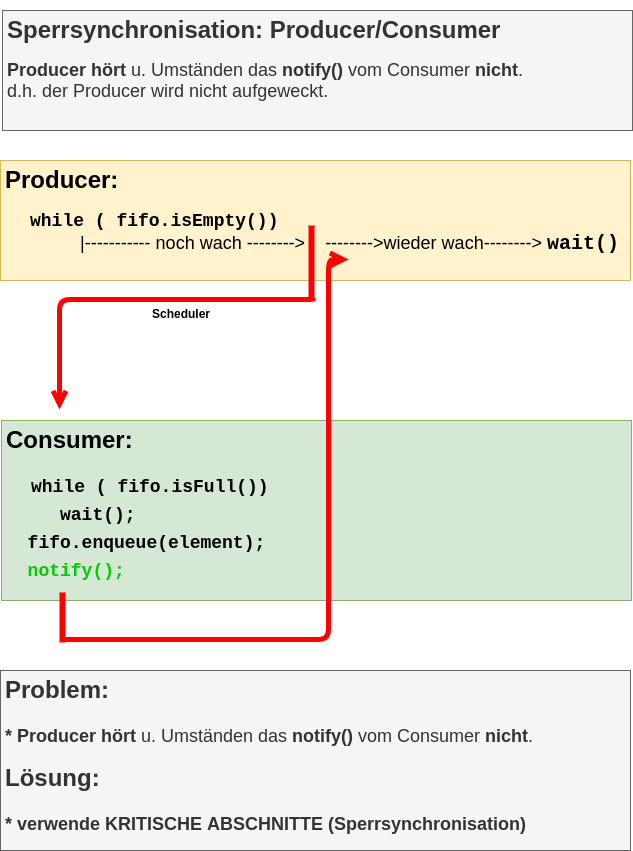 Sperrsynchronisation: Producer/Consumer
Producer hört u. Umständen das notify() vom Consumer nicht.
d.h. der Producer wird nicht aufgeweckt.
Producer:
while ( fifo.isEmpty())
|----------- noch wach --------> -------->wieder wach--------> wait()
Scheduler
Consumer:
while ( fifo.isFull())
wait();
fifo.enqueue(element);
notify();
Problem:
* Producer hört u. Umständen das notify() vom Consumer nicht.
Lösung:
* verwende KRITISCHE ABSCHNITTE (Sperrsynchronisation)